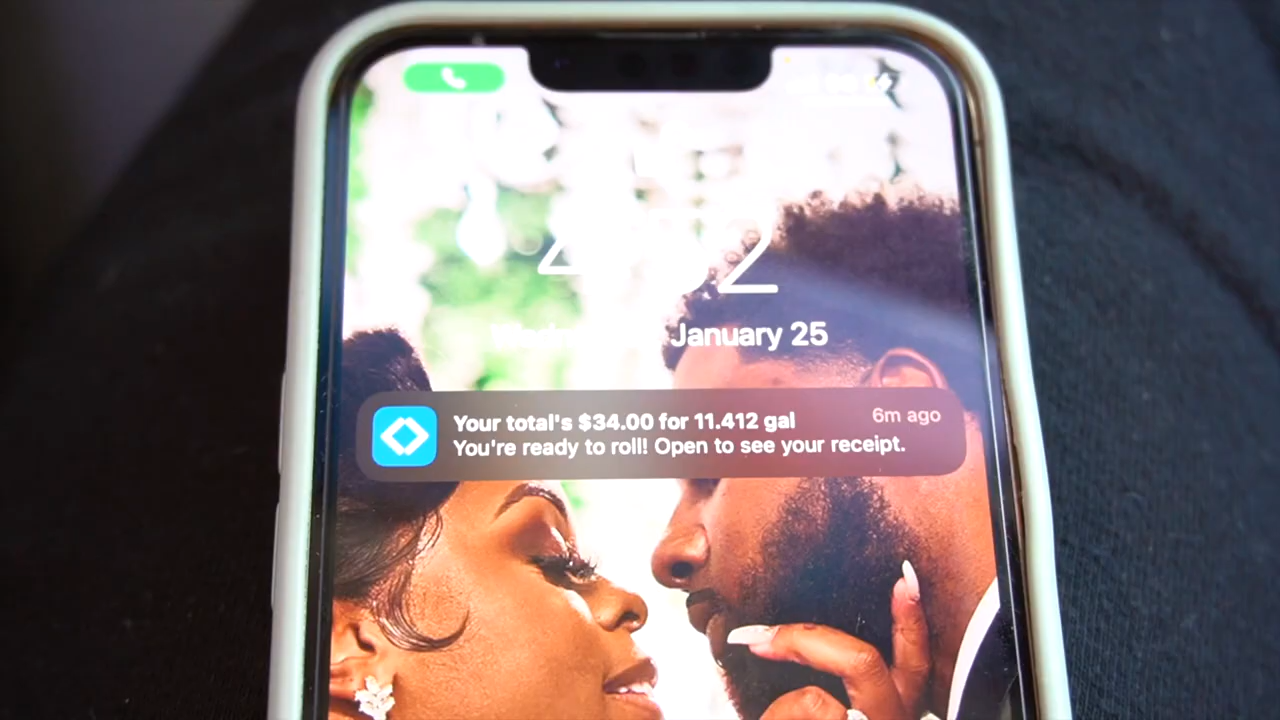 January 25
Your total's $34.00 for 11.412 gal
6m ago
You're ready to roll! Open to see your receipt.